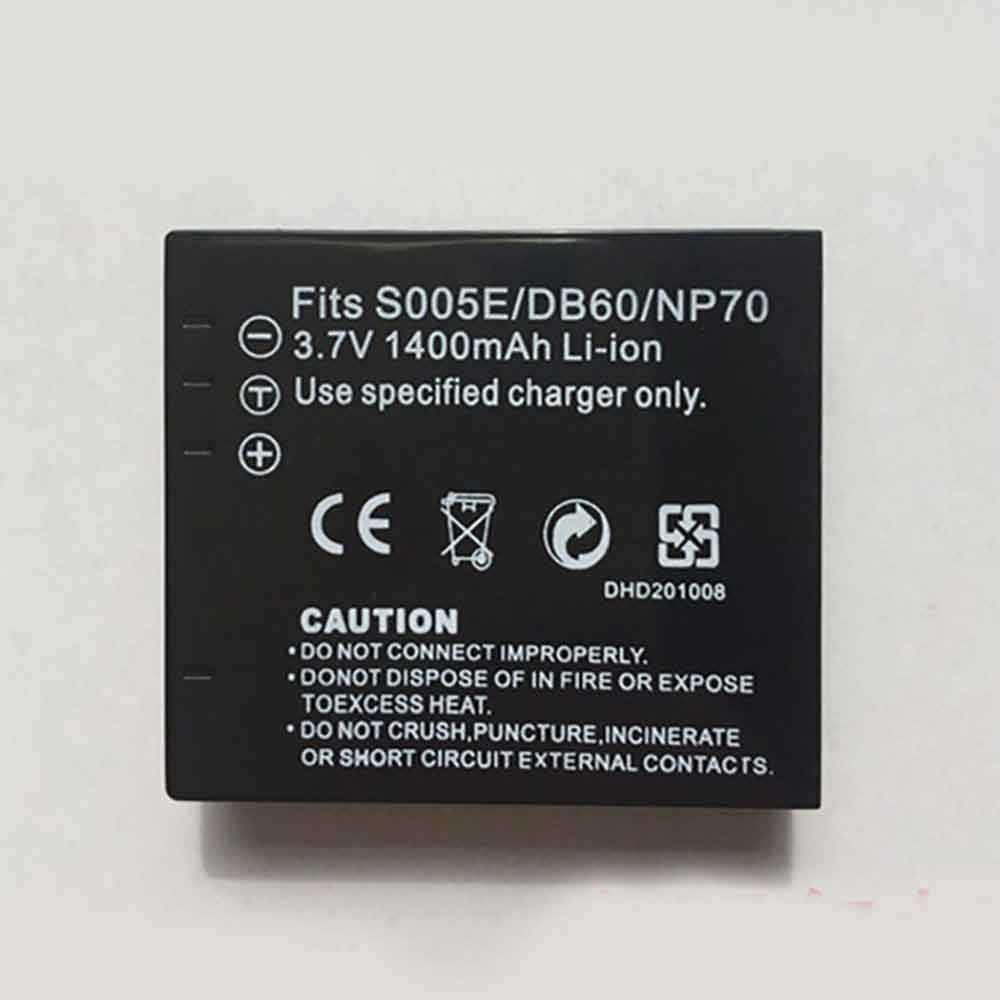 Fits S005E/DB60/NP70
3.7V 1400mAh Li-ion
Use specified charger only.
CE
DHD201008
CAUTION
• DO NOT CONNECT IMPROPERLY.
• DONOT DISPOSE OF IN FIRE OR EXPOSE
TOEXCESS HEAT.
• DO NOT CRUSH,PUNCTURE,INCINERATE
OR SHORT CIRCUIT EXTERNAL CONTACTS.